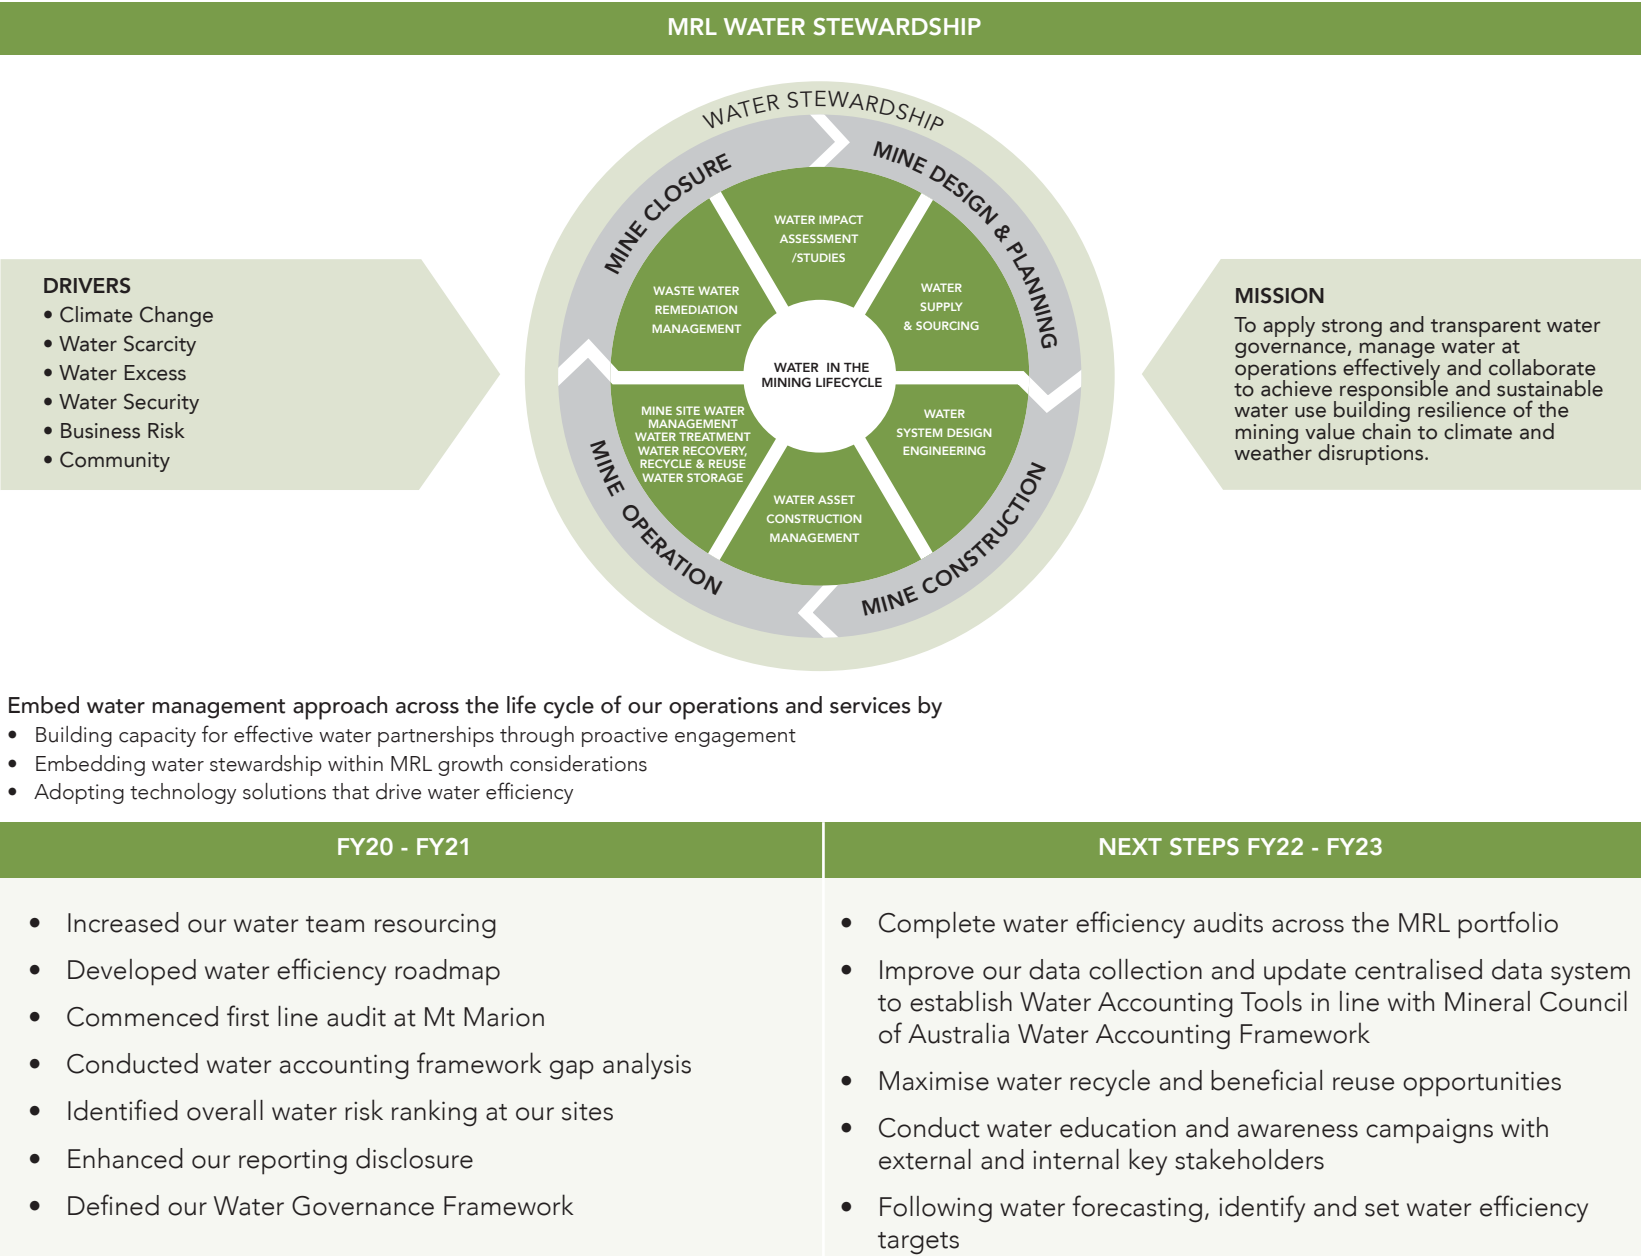 MRL WATER STEWARDSHIP
WATER STEWARDSHIP
MINE CLOSURE
MINE DESIGN & PLANNING
MINE CONSTRUCTION
MINE OPERATION
WATER IMPACT
ASSESSMENT
/STUDIES
WATER
SUPPLY
& SOURCING
WATER
SYSTEM DESIGN
ENGINEERING
WATER ASSET
CONSTRUCTION
MANAGEMENT
MINE SITE WATER
MANAGEMENT
WATER TREATMENT
WATER RECOVERY,
RECYCLE & REUSE
WATER STORAGE
WASTE WATER
REMEDIATION
MANAGEMENT
WATER IN THE
MINING LIFECYCLE
DRIVERS
• Climate Change
• Water Scarcity
• Water Excess
• Water Security
• Business Risk
• Community
MISSION
To apply strong and transparent water
governance, manage water at
operations effectively and collaborate
to achieve responsible and sustainable
water use building resilience of the
mining value chain to climate and
weather disruptions.
Embed water management approach across the life cycle of our operations and services by
• Building capacity for effective water partnerships through proactive engagement
• Embedding water stewardship within MRL growth considerations
• Adopting technology solutions that drive water efficiency
FY20 - FY21
• Increased our water team resourcing
• Developed water efficiency roadmap
• Commenced first line audit at Mt Marion
• Conducted water accounting framework gap analysis
• Identified overall water risk ranking at our sites
• Enhanced our reporting disclosure
• Defined our Water Governance Framework
NEXT STEPS FY22 - FY23
• Complete water efficiency audits across the MRL portfolio
• Improve our data collection and update centralised data system
to establish Water Accounting Tools in line with Mineral Council
of Australia Water Accounting Framework
• Maximise water recycle and beneficial reuse opportunities
• Conduct water education and awareness campaigns with
external and internal key stakeholders
• Following water forecasting, identify and set water efficiency
targets